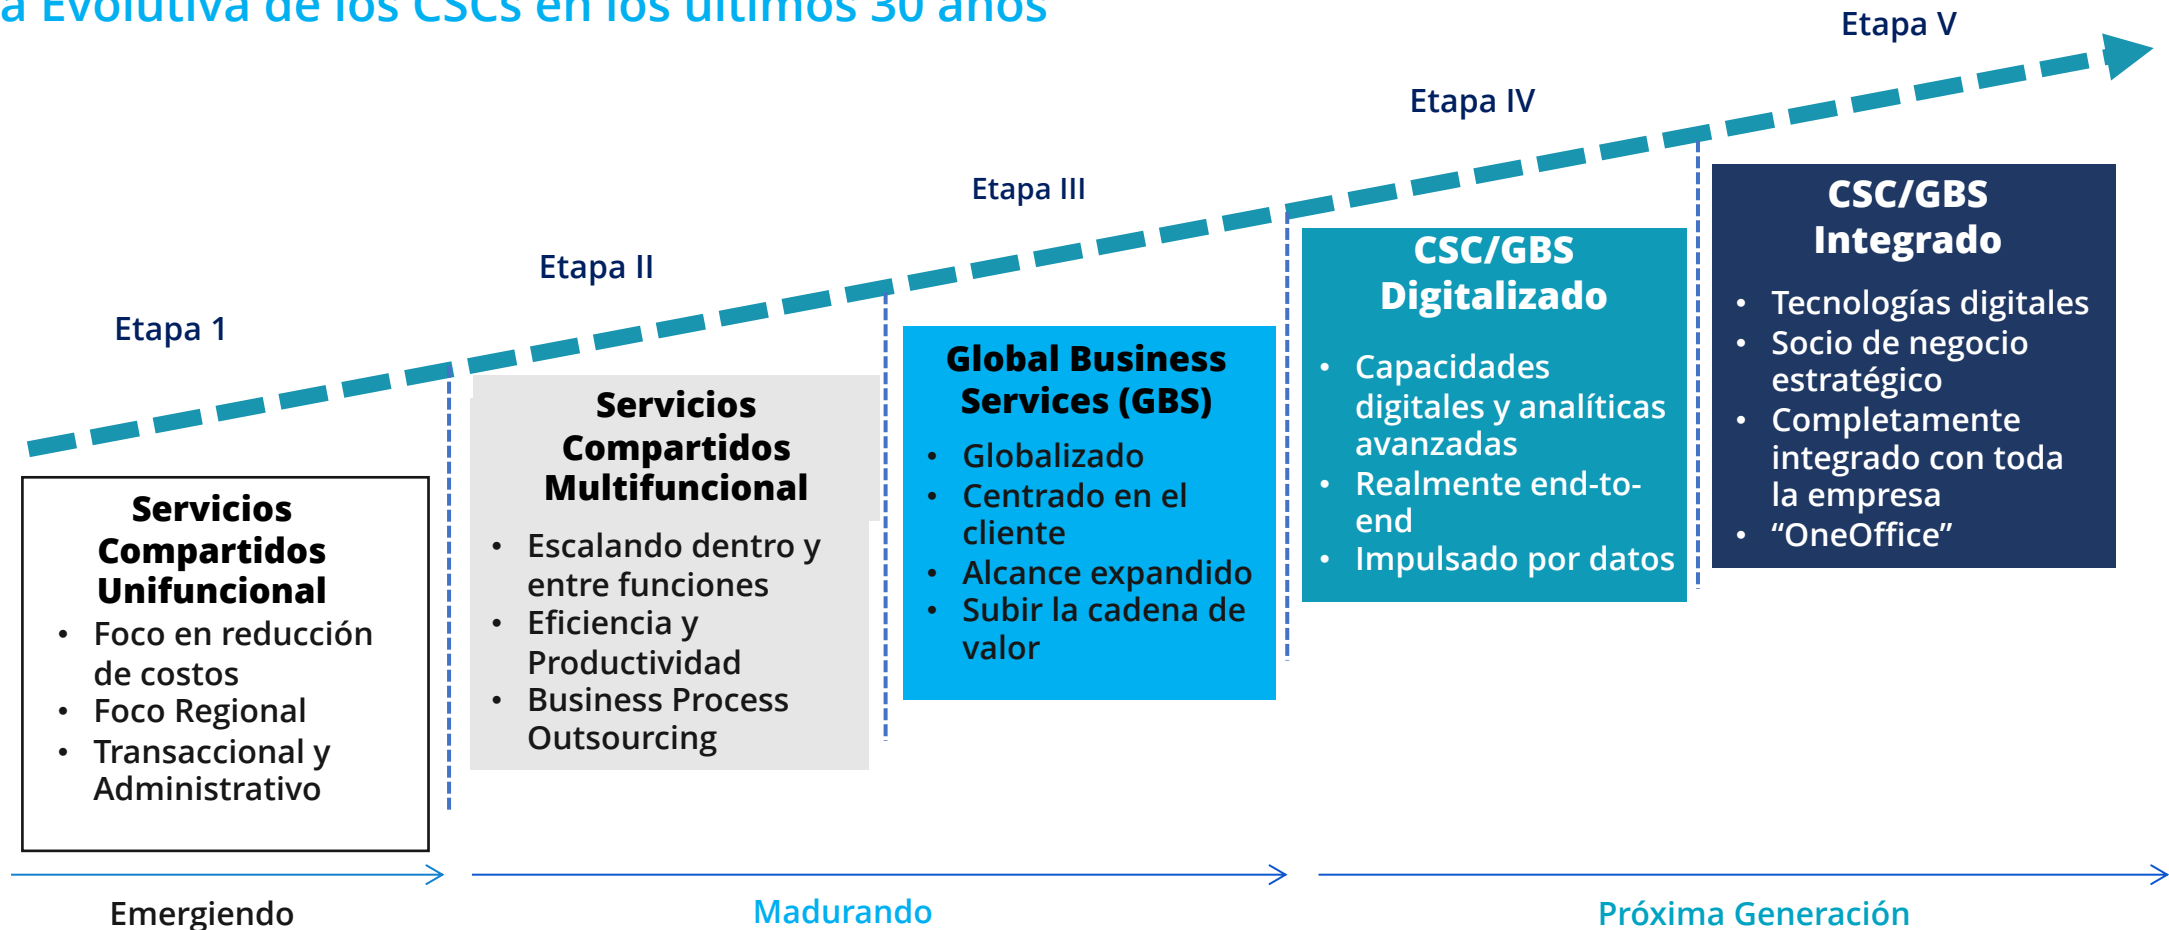 a Evolutiva de los CSCs en los últimos 30 años
Etapa 1
Servicios
Compartidos
Unifuncional
• Foco en reducción
de costos
• Foco Regional
• Transaccional y
Administrativo
Etapa II
Servicios
Compartidos
Multifuncional
• Escalando dentro y
entre funciones
• Eficiencia y
Productividad
• Business Process
Outsourcing
Etapa III
Global Business
Services (GBS)
• Globalizado
• Centrado en el
cliente
• Alcance expandido
• Subir la cadena de
valor
Etapa IV
CSC/GBS
Digitalizado
• Capacidades
digitales y analíticas
avanzadas
• Realmente end-to-
end
• Impulsado por datos
Etapa V
CSC/GBS
Integrado
• Tecnologías digitales
• Socio de negocio
estratégico
• Completamente
integrado con toda
la empresa
• “OneOffice”
Emergiendo
Madurando
Próxima Generación